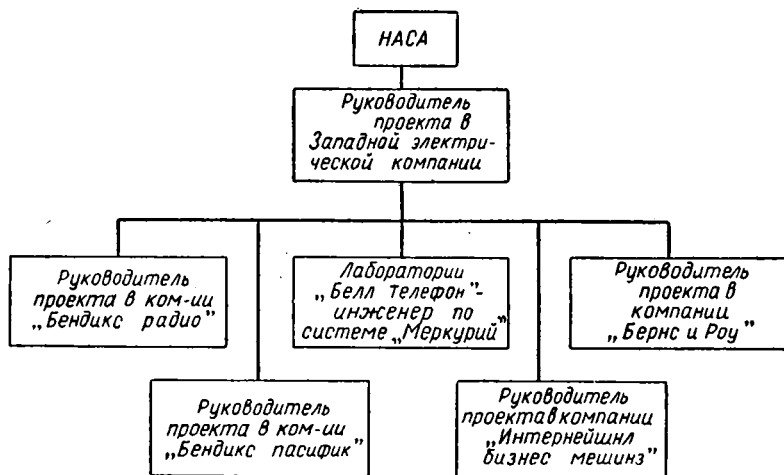 НАСА
Руководитель
проекта в
Западной электри-
ческой компании
Руководитель
проекта в ком-ии
„Бендикс радио"
Лаборатории
„Белл Телефон"-
инженер по
системе „Меркурий"
Руководитель
проекта в
компании
„Бернс и Роу"
Руководитель
проекта в ком-ии
„Бендикс пасифик"
Руководитель
проекта в компании
„Интернейшнл
бизнес мешинз"